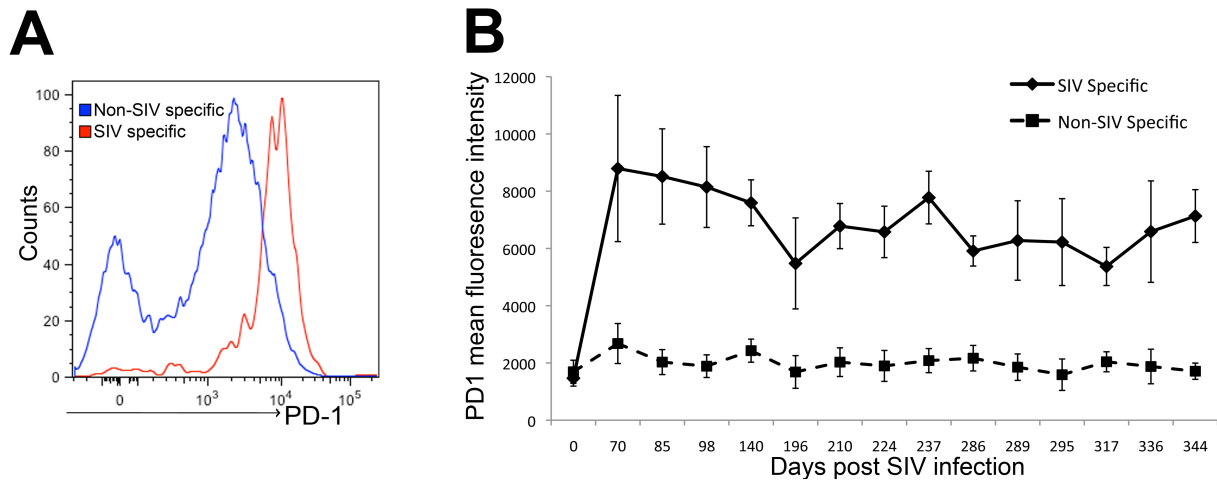 A
Counts
100
80
60
40
20
0
Non-SIV specific
SIV specific
0 10³ 10⁴ 10⁵
PD-1
B
PD1 mean fluoresence intensity
12000
10000
8000
6000
4000
2000
0
SIV Specific
Non-SIV Specific
0 70 85 98 140 196 210 224 237 286 289 295 317 336 344
Days post SIV infection